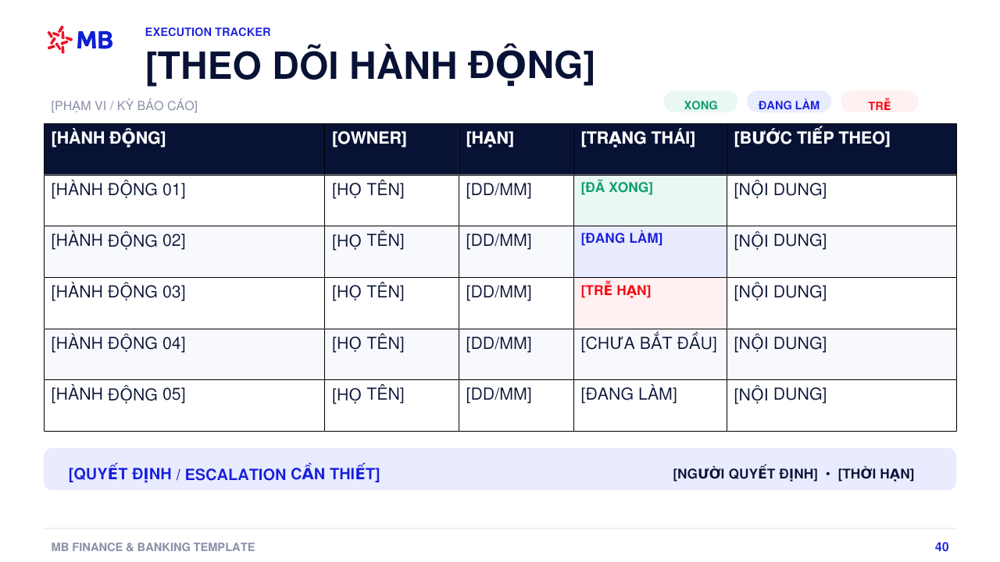 MB
EXECUTION TRACKER
[THEO DÕI HÀNH ĐỘNG]
[PHẠM VI / KỲ BÁO CÁO]
XONG
ĐANG LÀM
TRỄ
[HÀNH ĐỘNG] [OWNER] [HẠN] [TRẠNG THÁI] [BƯỚC TIẾP THEO]
[HÀNH ĐỘNG 01] [HỌ TÊN] [DD/MM] [ĐÃ XONG] [NỘI DUNG]
[HÀNH ĐỘNG 02] [HỌ TÊN] [DD/MM] [ĐANG LÀM] [NỘI DUNG]
[HÀNH ĐỘNG 03] [HỌ TÊN] [DD/MM] [TRỄ HẠN] [NỘI DUNG]
[HÀNH ĐỘNG 04] [HỌ TÊN] [DD/MM] [CHƯA BẮT ĐẦU] [NỘI DUNG]
[HÀNH ĐỘNG 05] [HỌ TÊN] [DD/MM] [ĐANG LÀM] [NỘI DUNG]
[QUYẾT ĐỊNH / ESCALATION CẦN THIẾT]
[NGƯỜI QUYẾT ĐỊNH] • [THỜI HẠN]
MB FINANCE & BANKING TEMPLATE
40